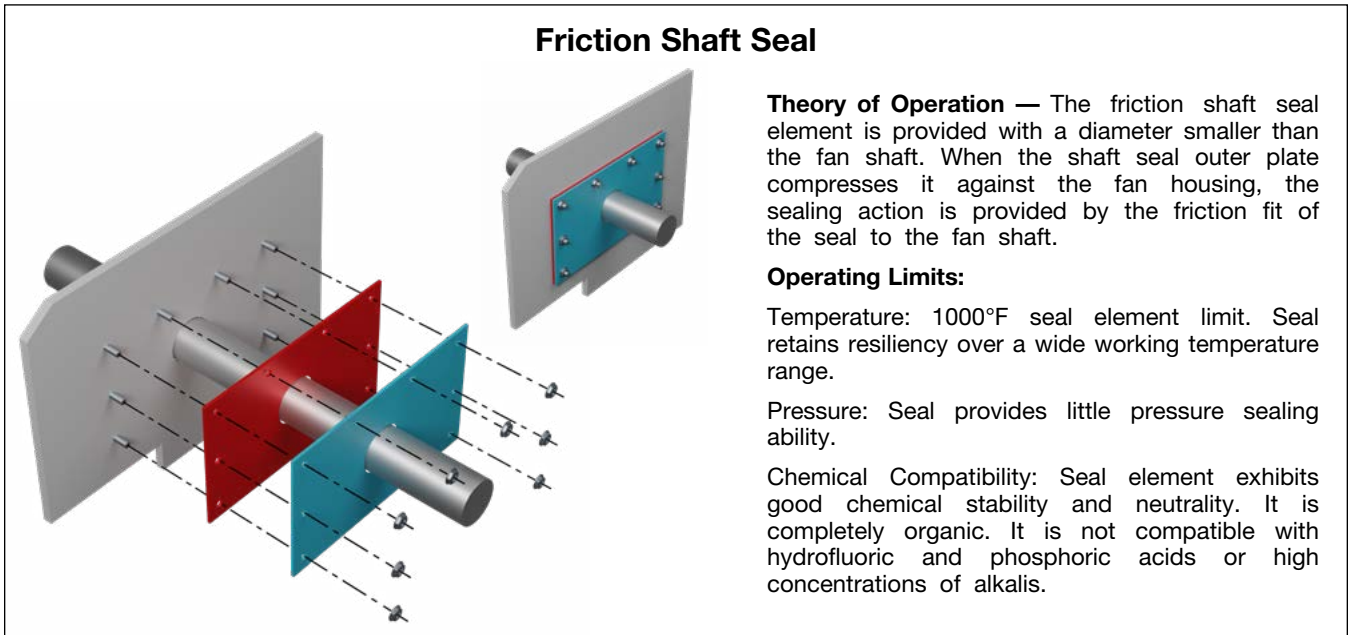 Friction Shaft Seal
Theory of Operation — The friction shaft seal
element is provided with a diameter smaller than
the fan shaft. When the shaft seal outer plate
compresses it against the fan housing, the
sealing action is provided by the friction fit of
the seal to the fan shaft.
Operating Limits:
Temperature: 1000°F seal element limit. Seal
retains resiliency over a wide working temperature
range.
Pressure: Seal provides little pressure sealing
ability.
Chemical Compatibility: Seal element exhibits
good chemical stability and neutrality. It is
completely organic. It is not compatible with
hydrofluoric and phosphoric acids or high
concentrations of alkalis.